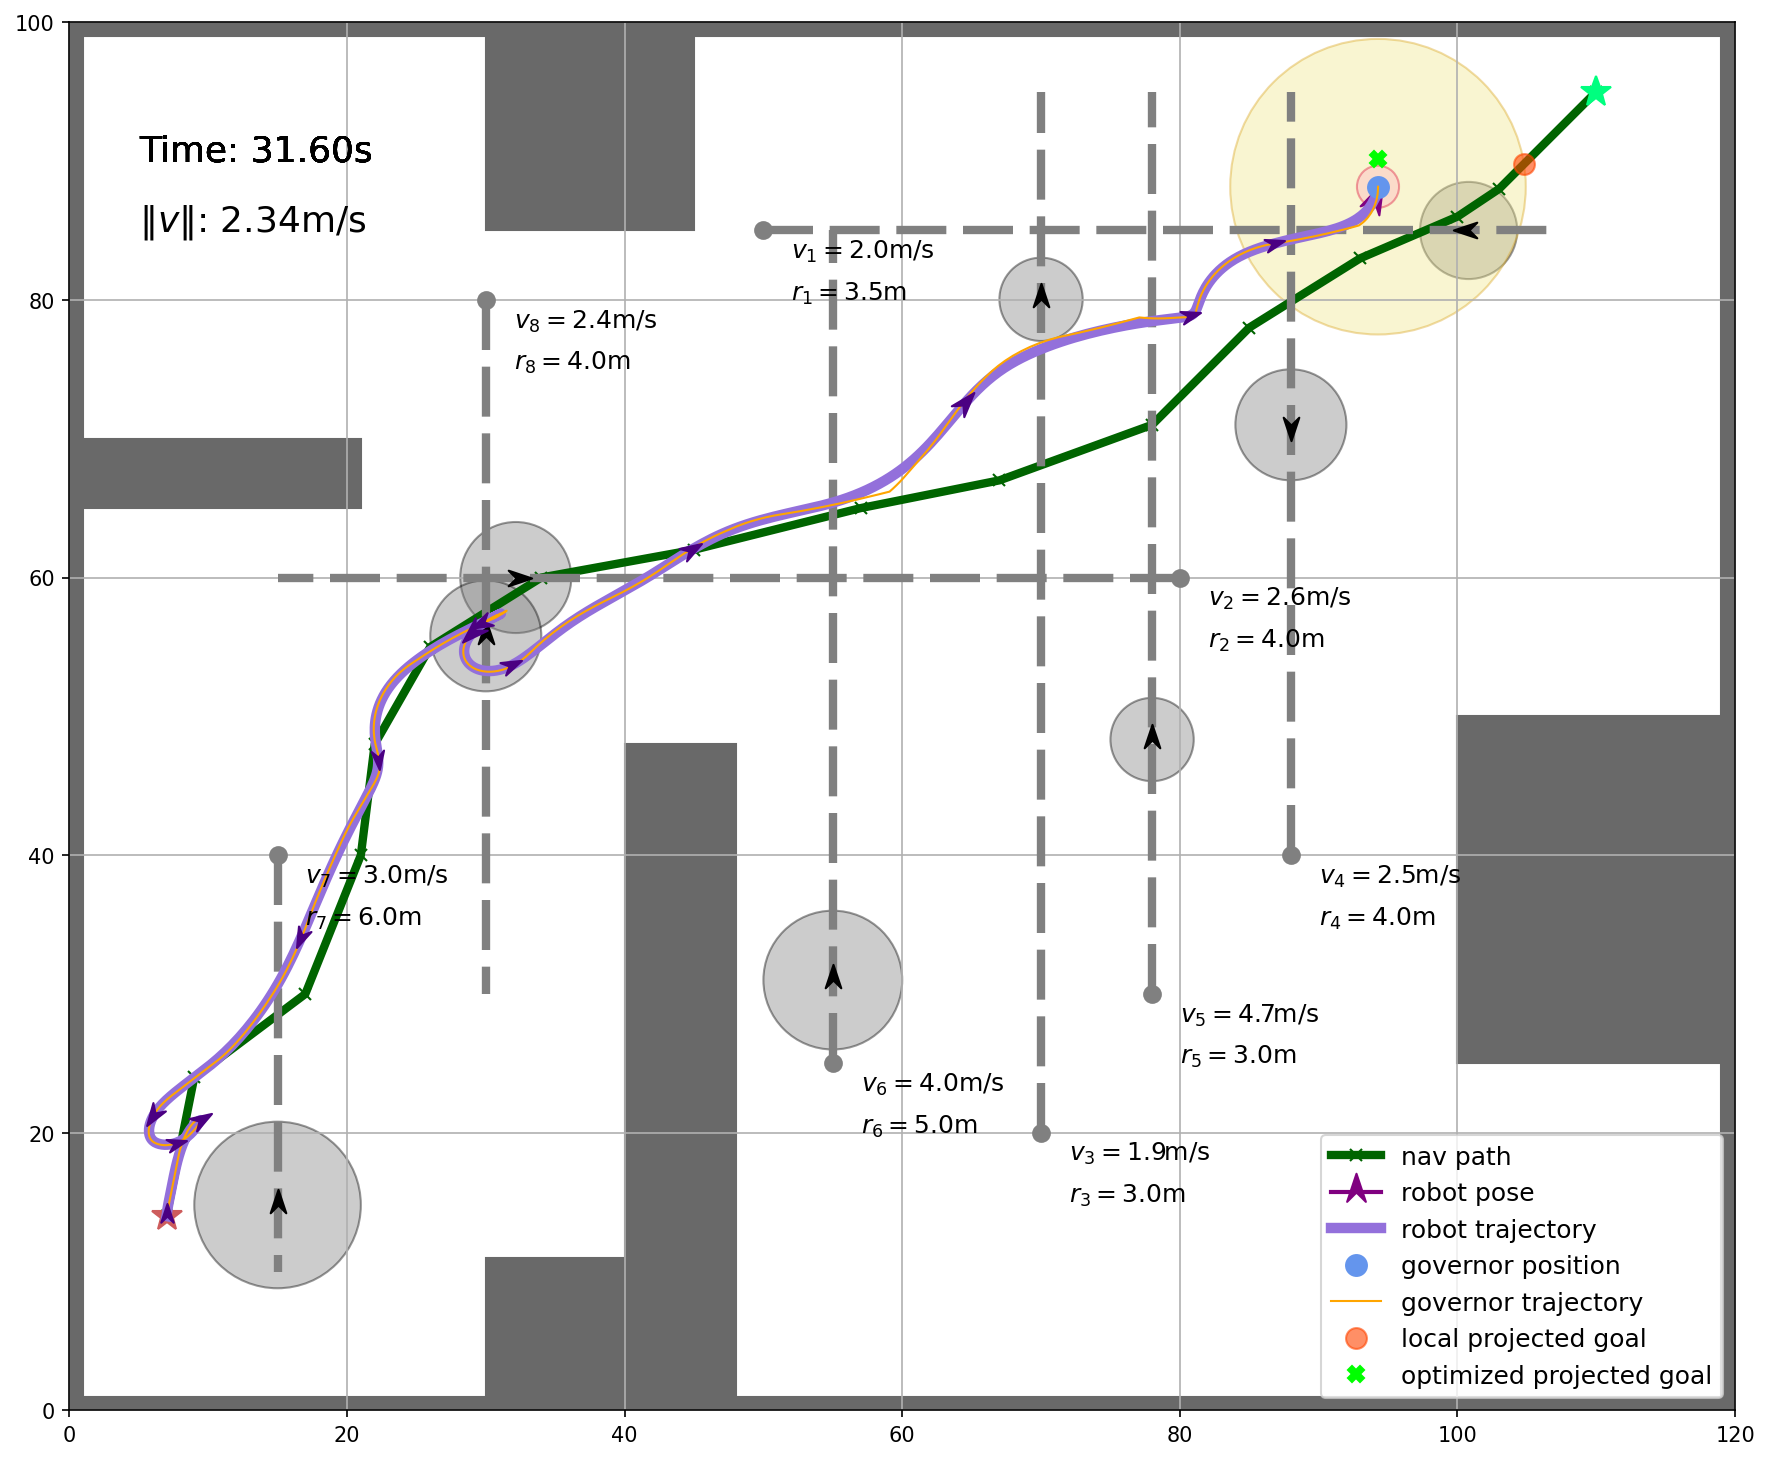 100
80
60
40
20
0
Time: 31.60s
‖v‖: 2.34m/s
v₁ = 2.0m/s
r₁ = 3.5m
v₈ = 2.4m/s
r₈ = 4.0m
v₂ = 2.6m/s
r₂ = 4.0m
v₇ = 3.0m/s
r₇ = 6.0m
v₄ = 2.5m/s
r₄ = 4.0m
v₅ = 4.7m/s
r₅ = 3.0m
v₆ = 4.0m/s
r₆ = 5.0m
v₃ = 1.9m/s
r₃ = 3.0m
nav path
robot pose
robot trajectory
governor position
governor trajectory
local projected goal
optimized projected goal
0 20 40 60 80 100 120